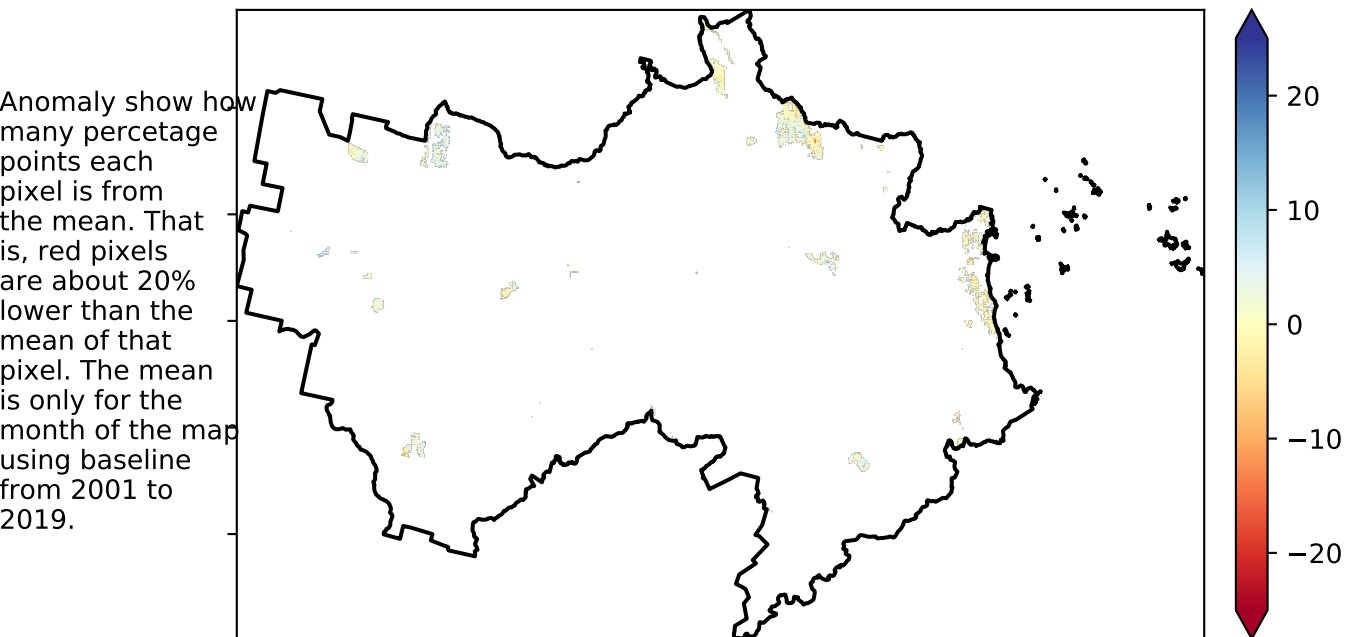 Anomaly show how
many percetage
points each
pixel is from
the mean. That
is, red pixels
are about 20%
lower than the
mean of that
pixel. The mean
is only for the
month of the map
using baseline
from 2001 to
2019.
20
10
0
−10
−20